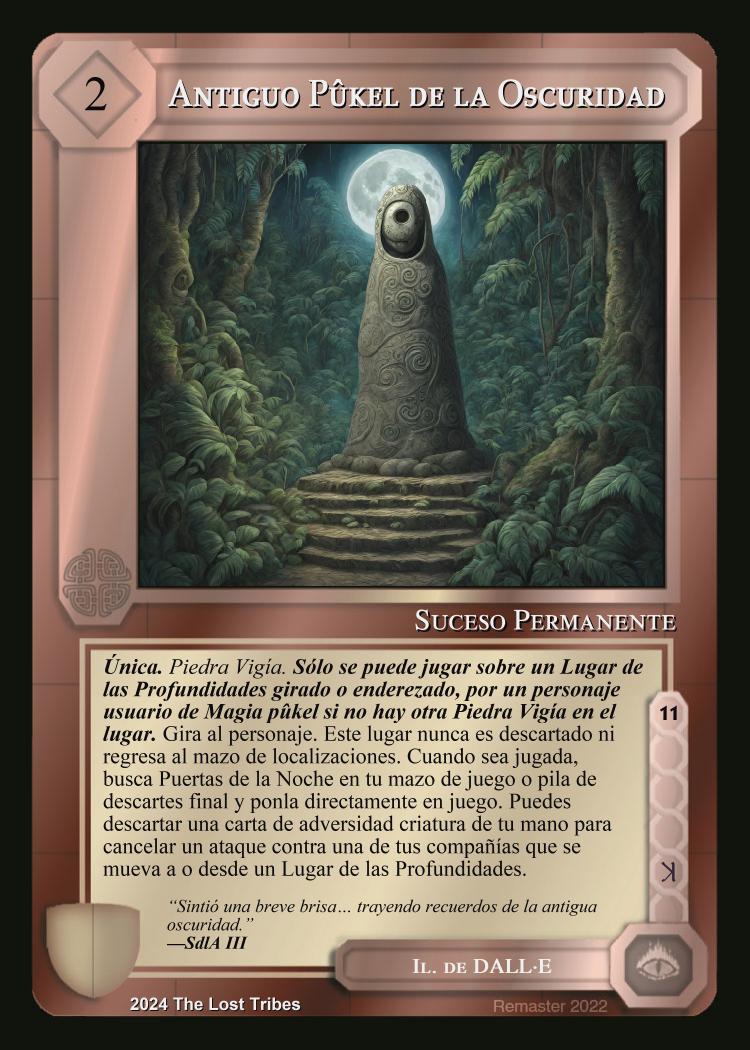 2
Antiguo Pûkel de la Oscuridad
Suceso Permanente
Única. Piedra Vigía. Sólo se puede jugar sobre un Lugar de
las Profundidades girado o enderezado, por un personaje
usuario de Magia pûkel si no hay otra Piedra Vigía en el
lugar. Gira al personaje. Este lugar nunca es descartado ni
regresa al mazo de localizaciones. Cuando sea jugada,
busca Puertas de la Noche en tu mazo de juego o pila de
descartes final y ponla directamente en juego. Puedes
descartar una carta de adversidad criatura de tu mano para
cancelar un ataque contra una de tus compañías que se
mueva a o desde un Lugar de las Profundidades.
11
“Sintió una breve brisa… trayendo recuerdos de la antigua
oscuridad.”
—SdlA III
Il. de DALL·E
2024 The Lost Tribes
Remaster 2022